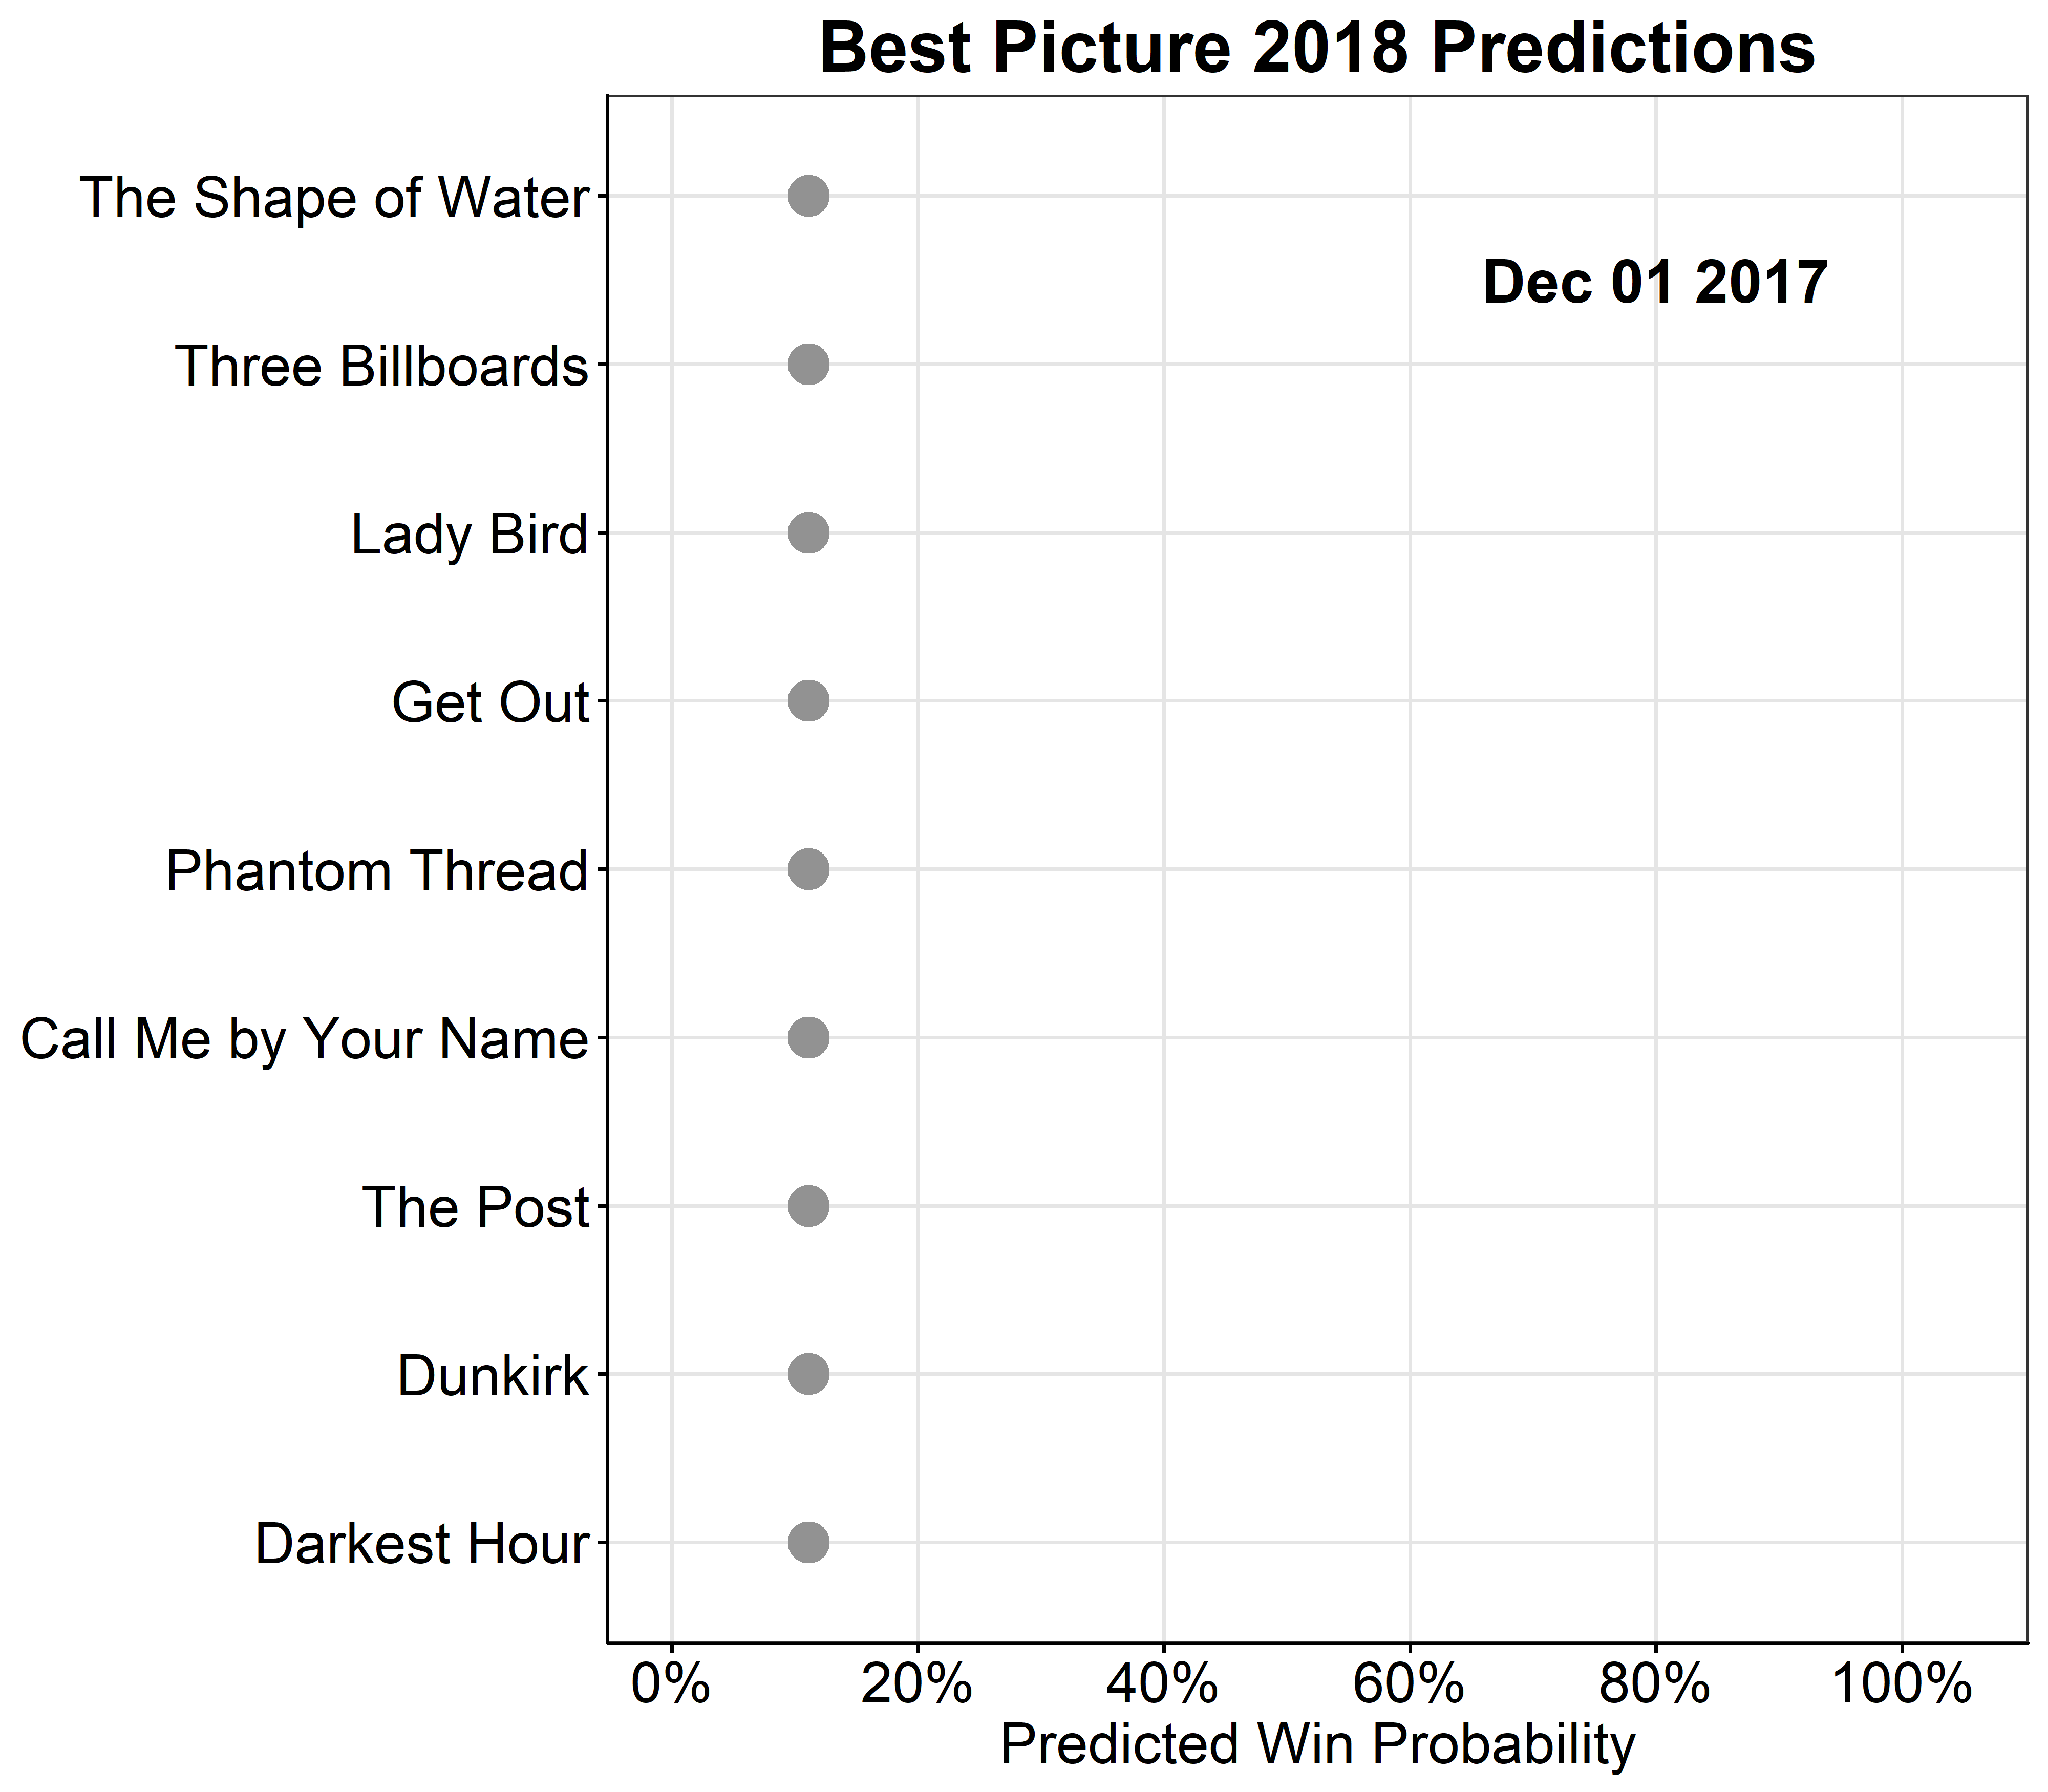 Best Picture 2018 Predictions
The Shape of Water
Dec 01 2017
Three Billboards
Lady Bird
Get Out
Phantom Thread
Call Me by Your Name
The Post
Dunkirk
Darkest Hour
0% 20% 40% 60% 80% 100%
Predicted Win Probability